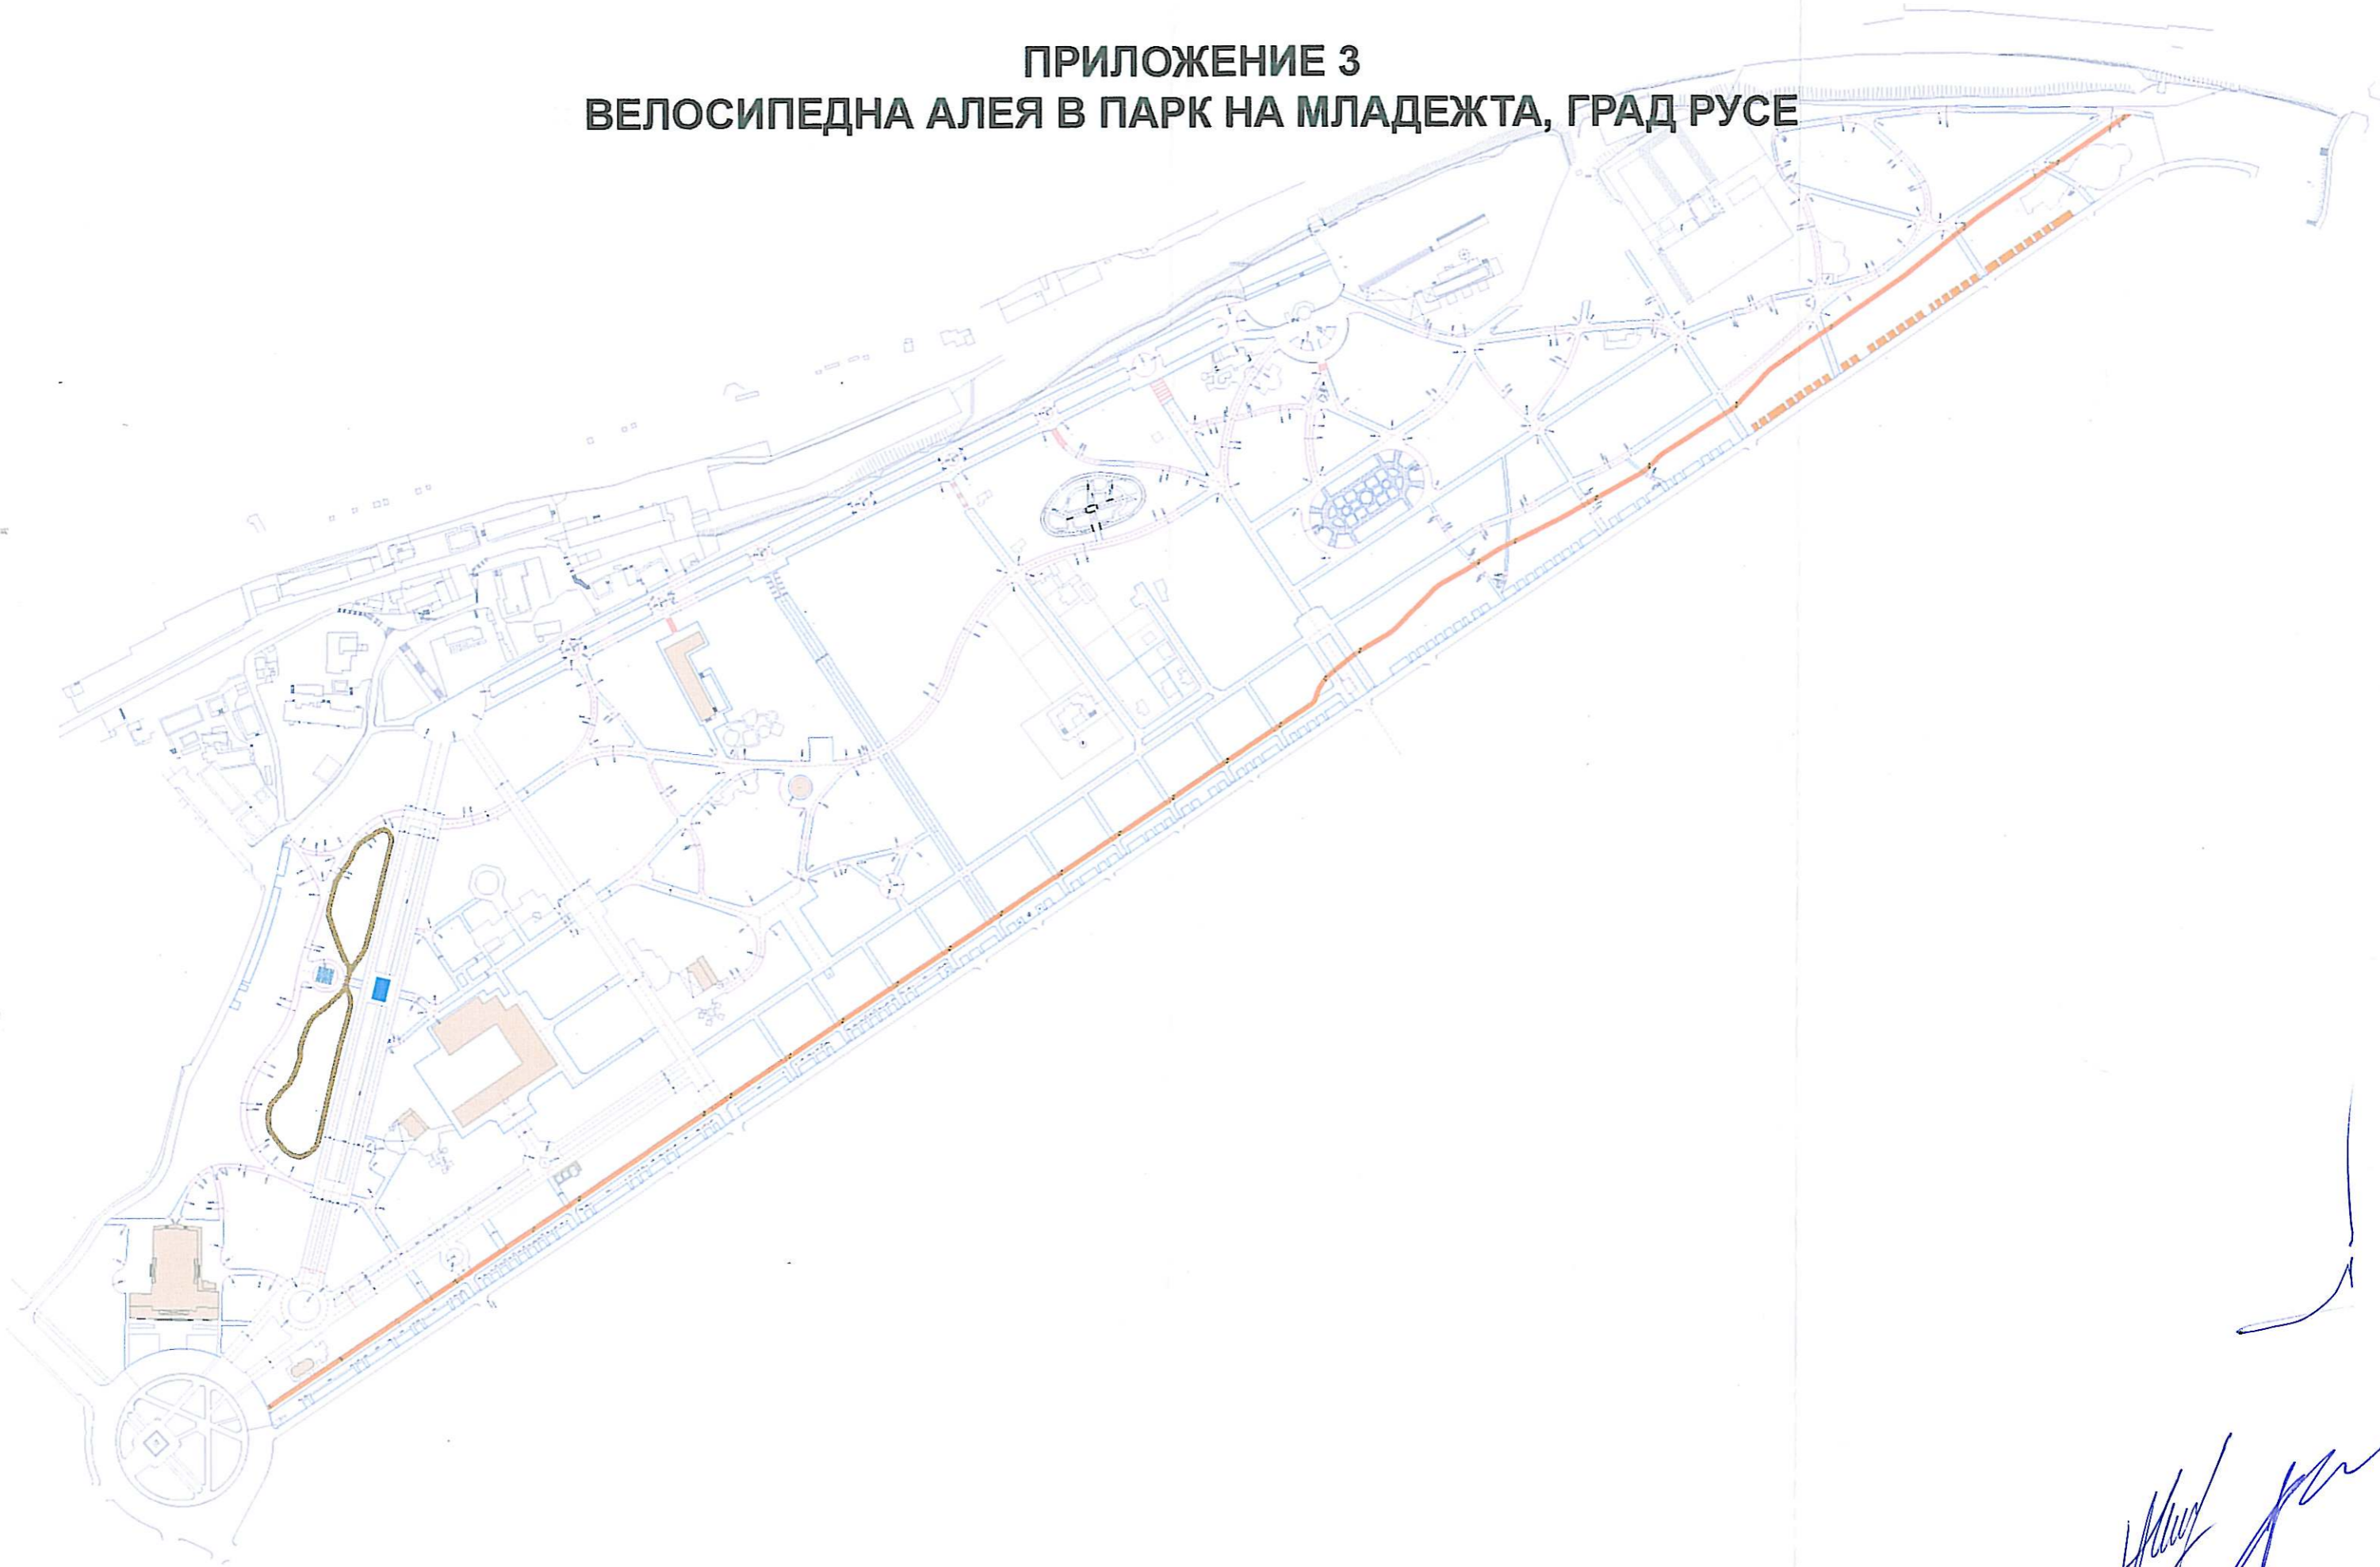 ПРИЛОЖЕНИЕ 3
ВЕЛОСИПЕДНА АЛЕЯ В ПАРК НА МЛАДЕЖТА, ГРАД РУСЕ